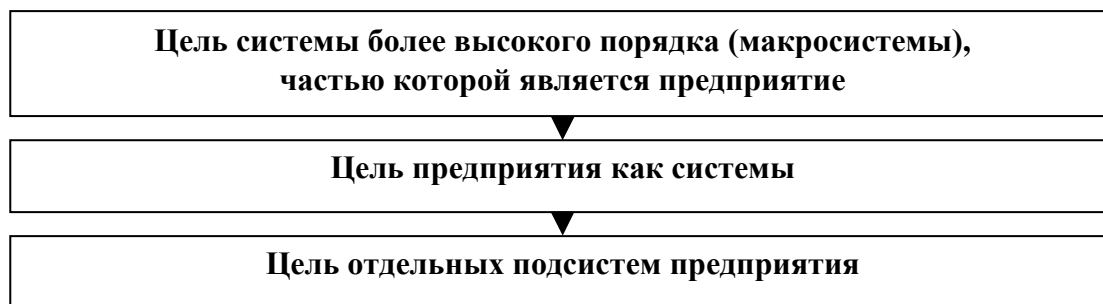 Цель системы более высокого порядка (макросистемы),
частью которой является предприятие
Цель предприятия как системы
Цель отдельных подсистем предприятия